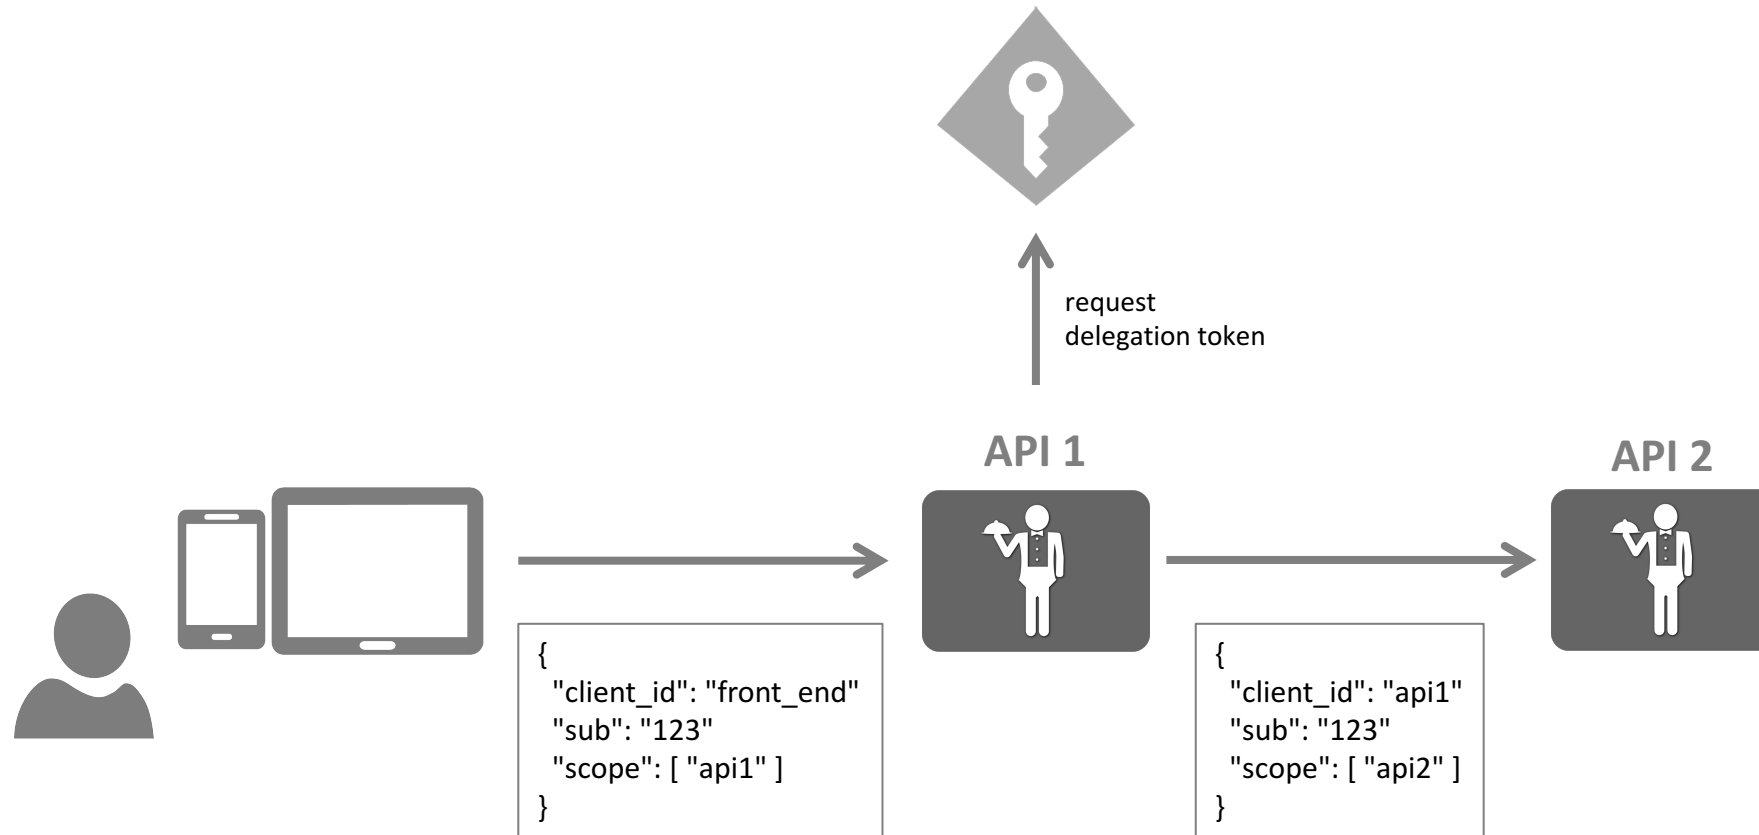 request
delegation token
API 1
API 2
{
"client_id": "front_end"
"sub": "123"
"scope": [ "api1" ]
}
{
"client_id": "api1"
"sub": "123"
"scope": [ "api2" ]
}